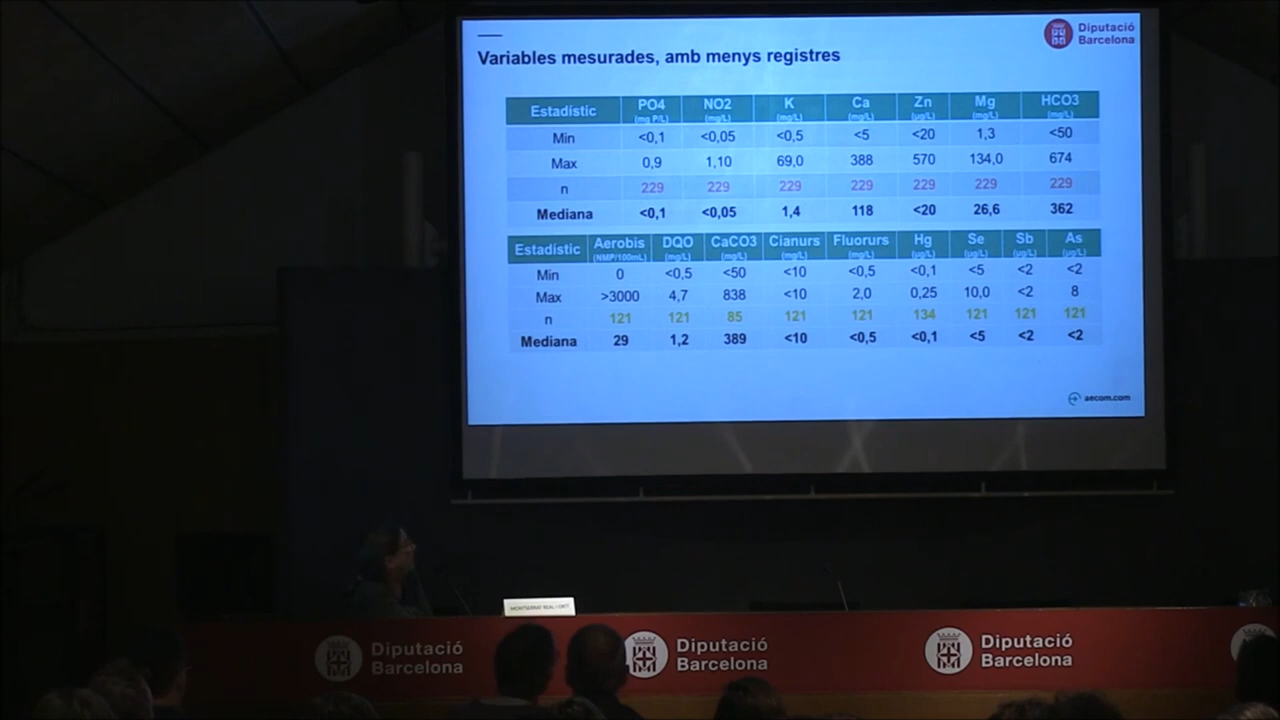 Diputació
Barcelona
Variables mesurades, amb menys registres
Estadístic PO4 NO2 K Ca Zn Mg HCO3
(mg P/L) (mg/L) (mg/L) (mg/L) (µg/L) (mg/L) (mg/L)
Min <0,1 <0,05 <0,5 <5 <20 1,3 <50
Max 0,9 1,10 69,0 388 570 134,0 674
n 229 229 229 229 229 229 229
Mediana <0,1 <0,05 1,4 118 <20 26,6 362
Estadístic Aerobis DQO CaCO3 Cianurs Fluorurs Hg Se Sb As
(NMP/100mL) (mg/L) (mg/L) (mg/L) (mg/L) (µg/L) (µg/L) (µg/L) (µg/L)
Min 0 <0,5 <50 <10 <0,5 <0,1 <5 <2 <2
Max >3000 4,7 838 <10 2,0 0,25 10,0 <2 8
n 121 121 85 121 121 134 121 121 121
Mediana 29 1,2 389 <10 <0,5 <0,1 <5 <2 <2
aecom.com
MONTSERRAT REAL I ORTÍ
Diputació
Barcelona
Diputació
Barcelona
Diputació
Barcelona